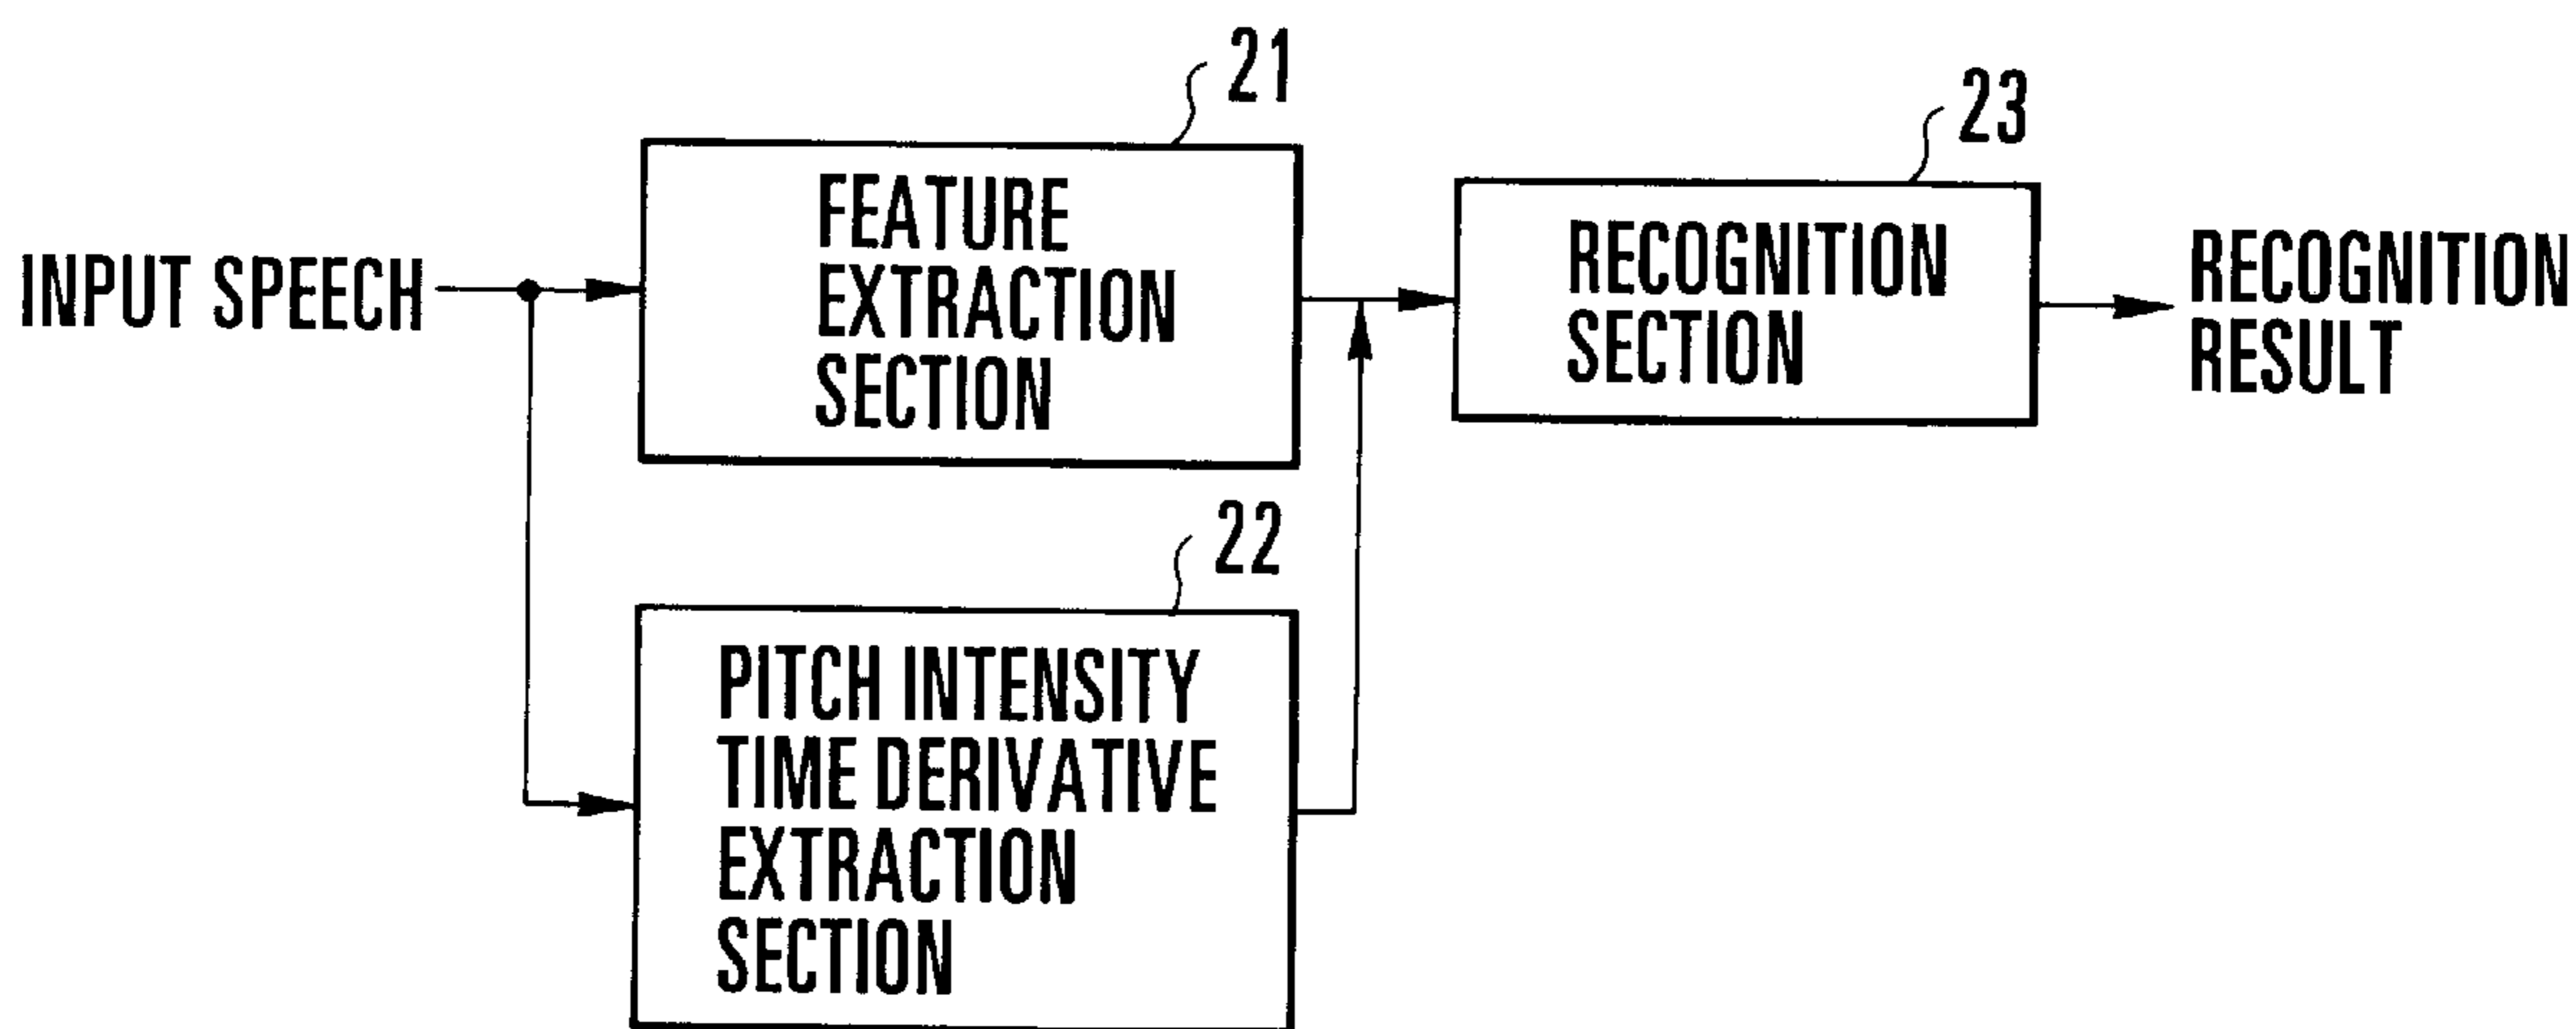 21
23
INPUT SPEECH
FEATURE
EXTRACTION
SECTION
RECOGNITION
SECTION
RECOGNITION
RESULT
22
PITCH INTENSITY
TIME DERIVATIVE
EXTRACTION
SECTION